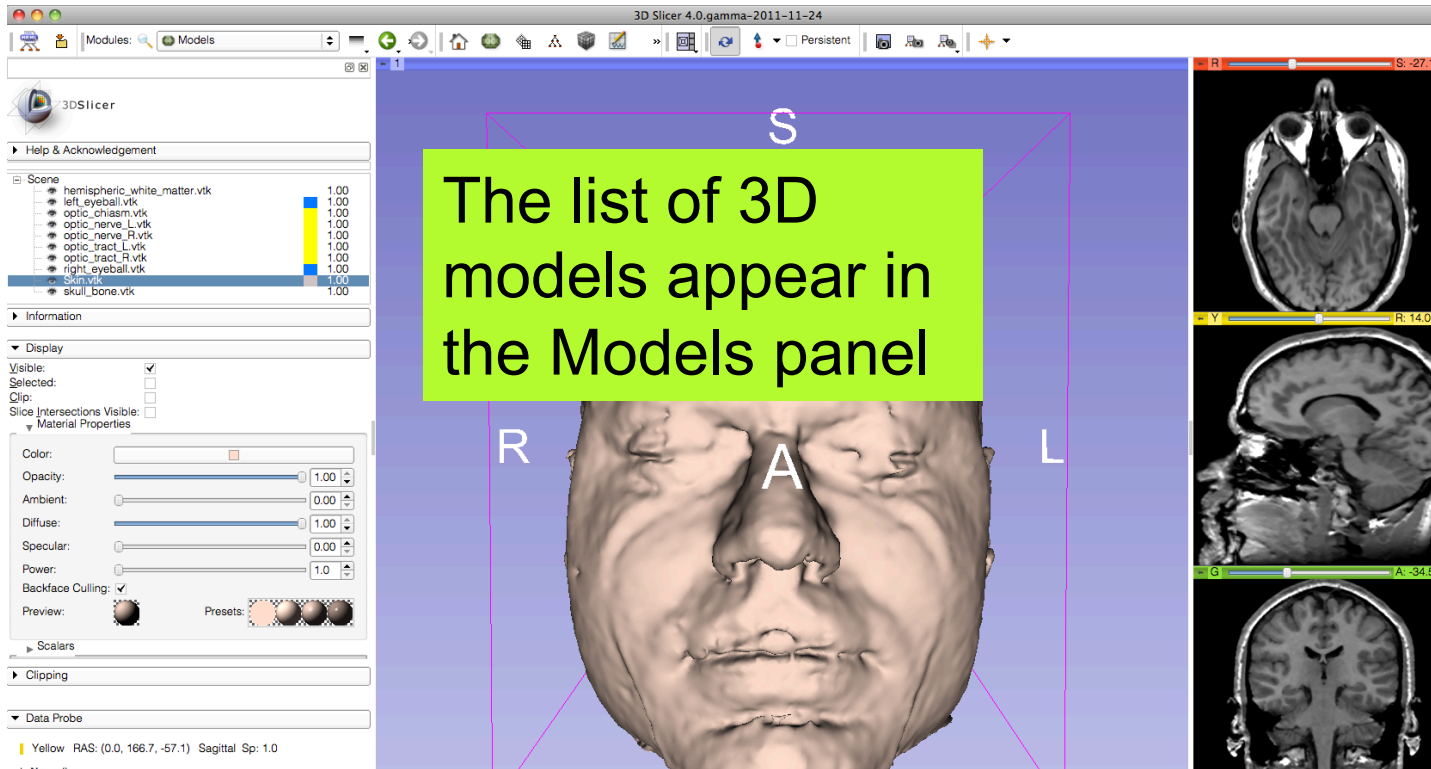 3D Slicer 4.0.gamma-2011-11-24
Modules: Models » Persistent
3DSlicer
Help & Acknowledgement
Scene
hemispheric_white_matter.vtk 1.00
left_eyeball.vtk 1.00
optic_chiasm.vtk 1.00
optic_nerve_L.vtk 1.00
optic_nerve_R.vtk 1.00
optic_tract_L.vtk 1.00
optic_tract_R.vtk 1.00
right_eyeball.vtk 1.00
Skin.vtk 1.00
skull_bone.vtk 1.00
Information
Display
Visible:
Selected:
Clip:
Slice Intersections Visible:
Material Properties
Color:
Opacity: 1.00
Ambient: 0.00
Diffuse: 1.00
Specular: 0.00
Power: 1.0
Backface Culling:
Preview: Presets:
Scalars
Clipping
Data Probe
Yellow RAS: (0.0, 166.7, -57.1) Sagittal Sp: 1.0
1
S
The list of 3D
models appear in
the Models panel
R A L
R S: -27.1
Y R: 14.0
G A: -34.5